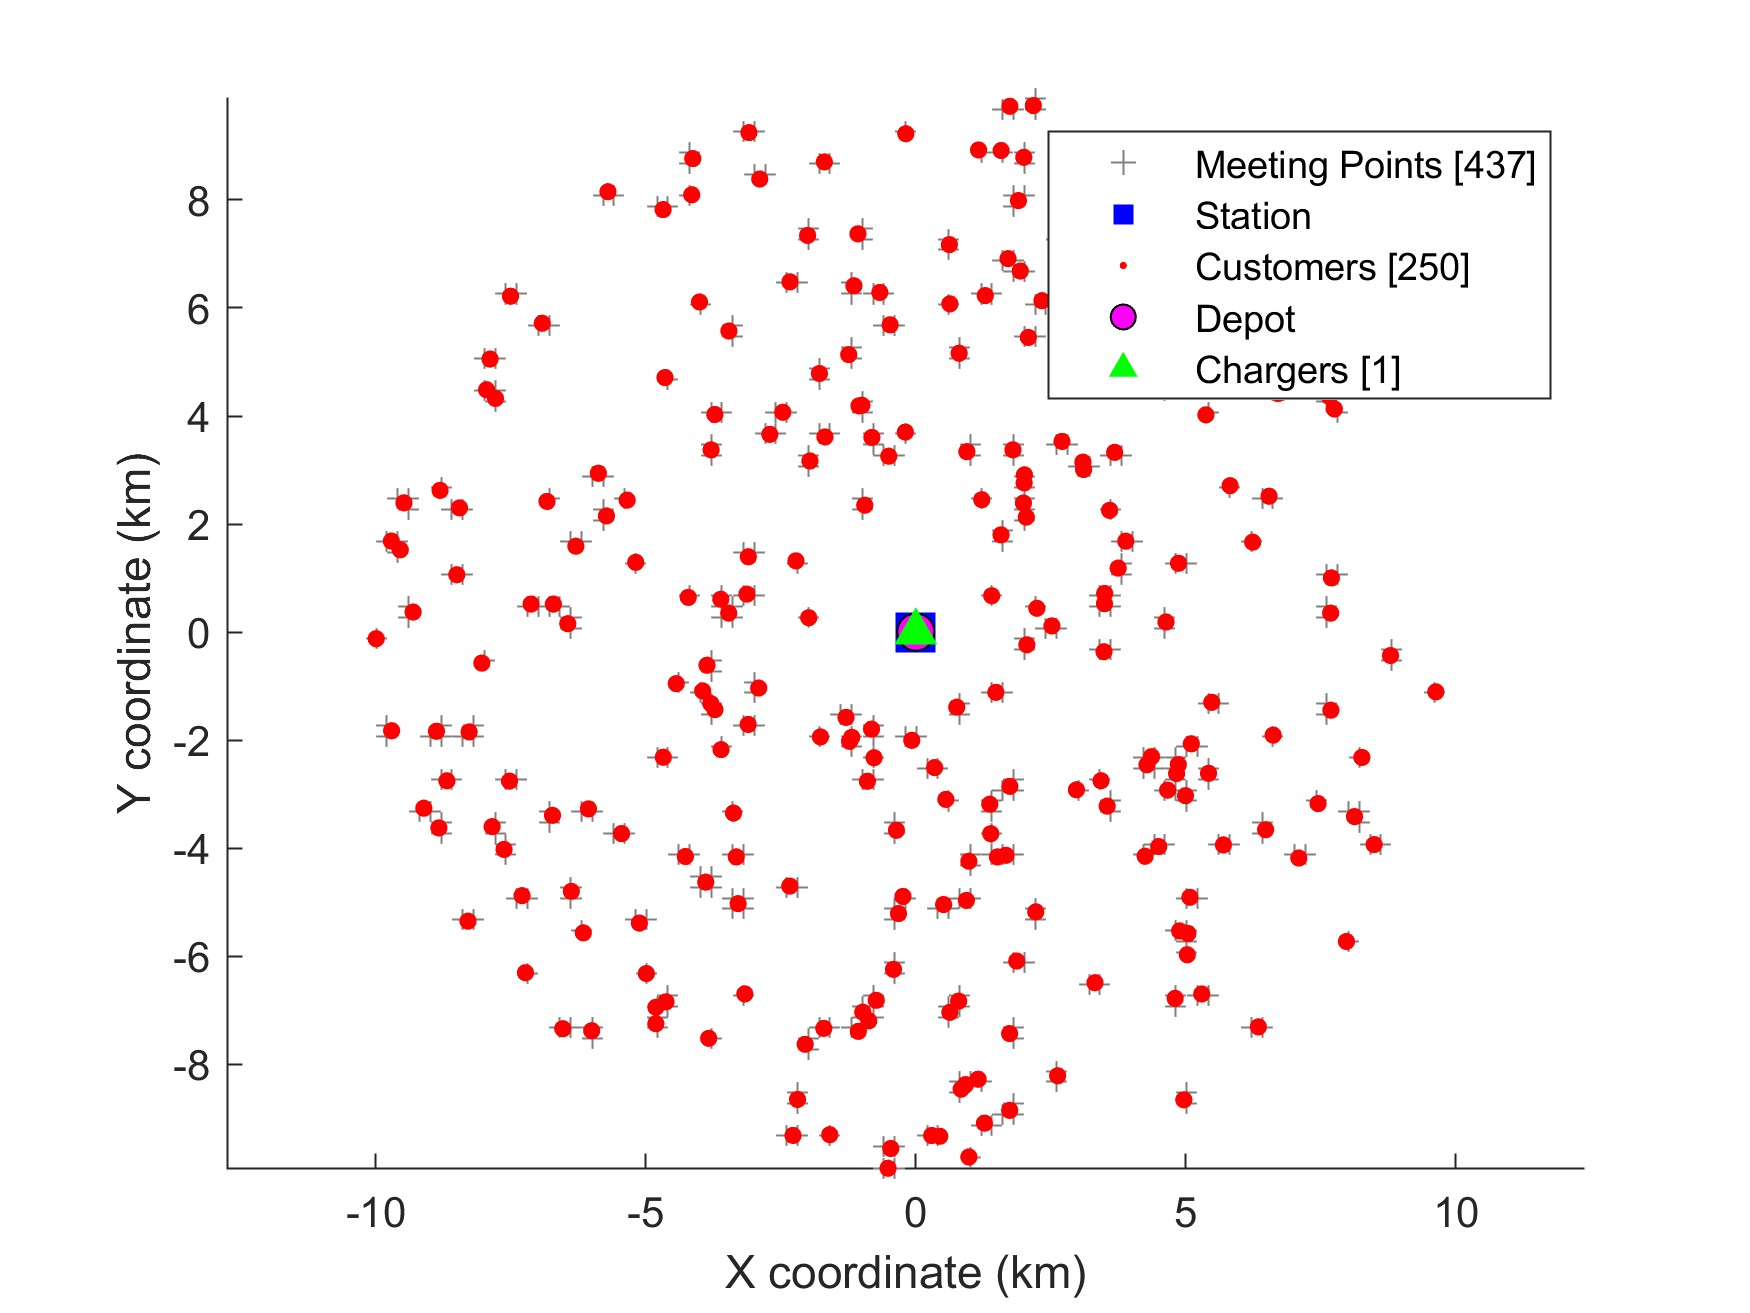 Meeting Points [437]
Station
Customers [250]
Depot
Chargers [1]
8
6
4
2
0
-2
-4
-6
-8
Y coordinate (km)
-10 -5 0 5 10
X coordinate (km)